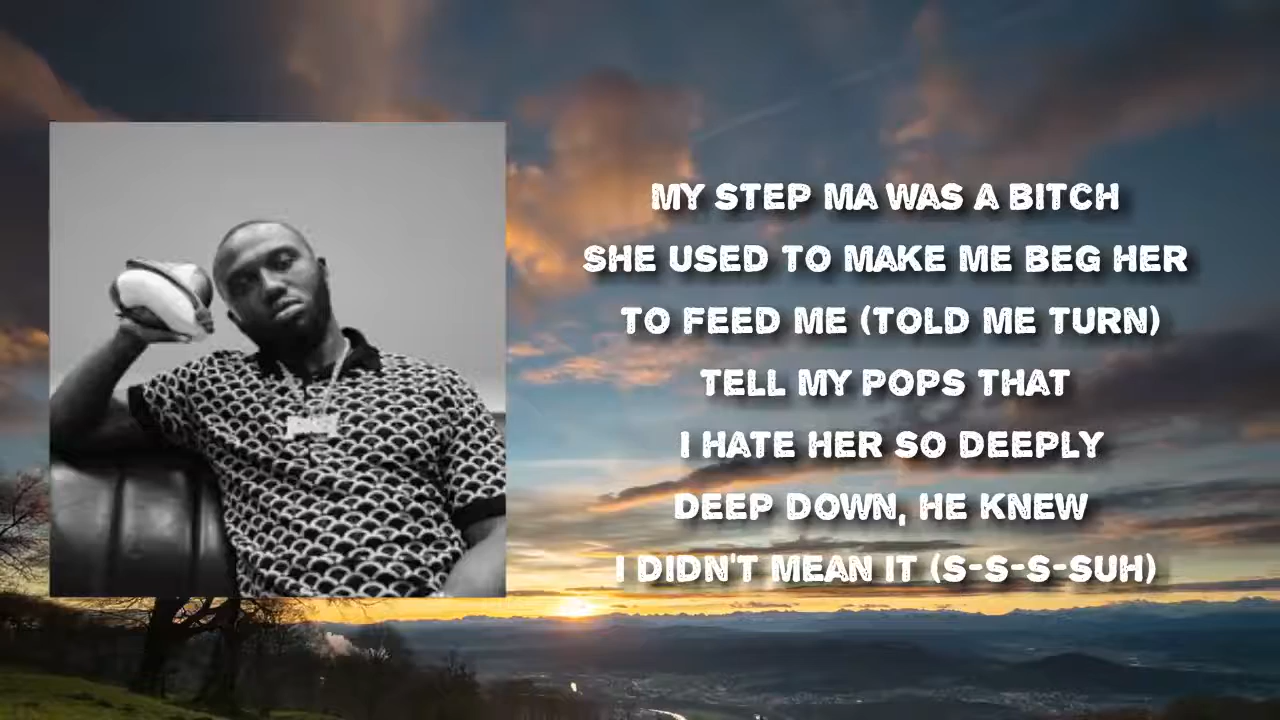 MY STEP MA WAS A BITCH
SHE USED TO MAKE ME BEG HER
TO FEED ME (TOLD ME TURN)
TELL MY POPS THAT
I HATE HER SO DEEPLY
DEEP DOWN, HE KNEW
I DIDN'T MEAN IT (S-S-S-SUH)